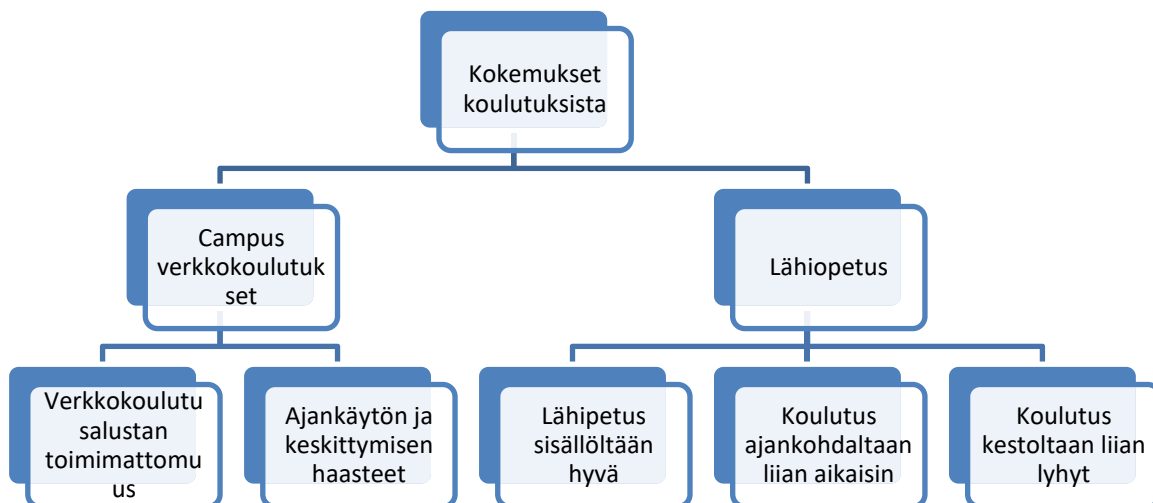 Kokemukset
koulutuksista
Campus
verkkokoulutuk
set
Lähiopetus
Verkkokoulutu
salustan
toimimattomu
us
Ajankäytön ja
keskittymisen
haasteet
Lähipetus
sisällöltään
hyvä
Koulutus
ajankohdaltaan
liian aikaisin
Koulutus
kestoltaan liian
lyhyt